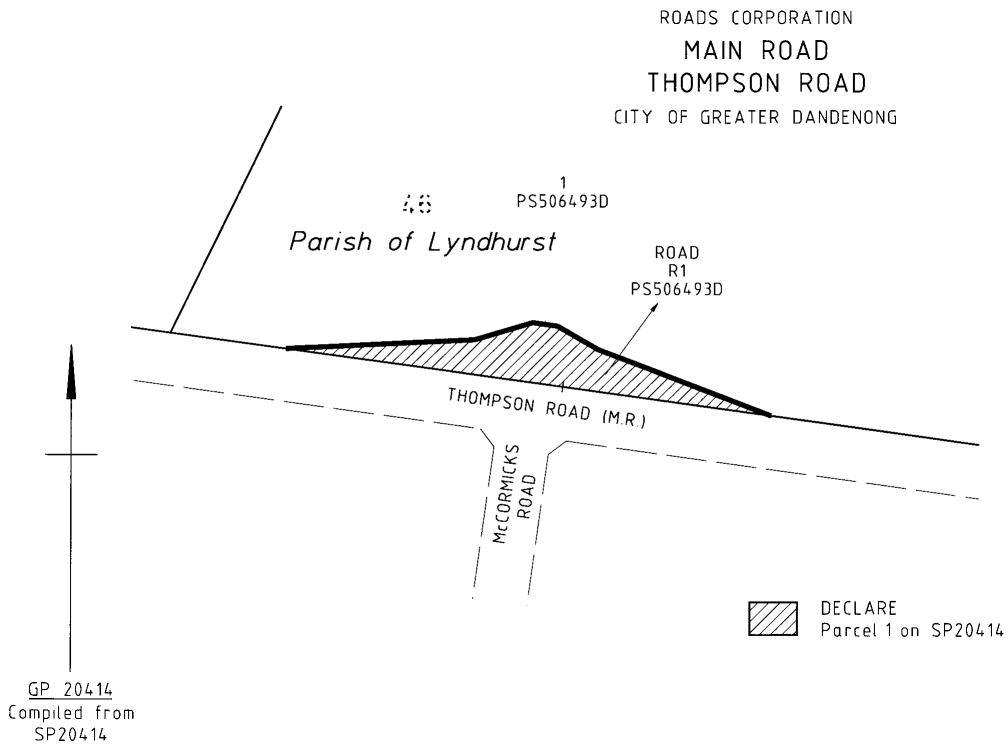 ROADS CORPORATION
MAIN ROAD
THOMPSON ROAD
CITY OF GREATER DANDENONG
1
PS506493D
Parish of Lyndhurst
ROAD
R1
PS506493D
THOMPSON ROAD (M.R.)
McCORMICKS
ROAD
DECLARE
Parcel 1 on SP20414
GP 20414
Compiled from
SP20414